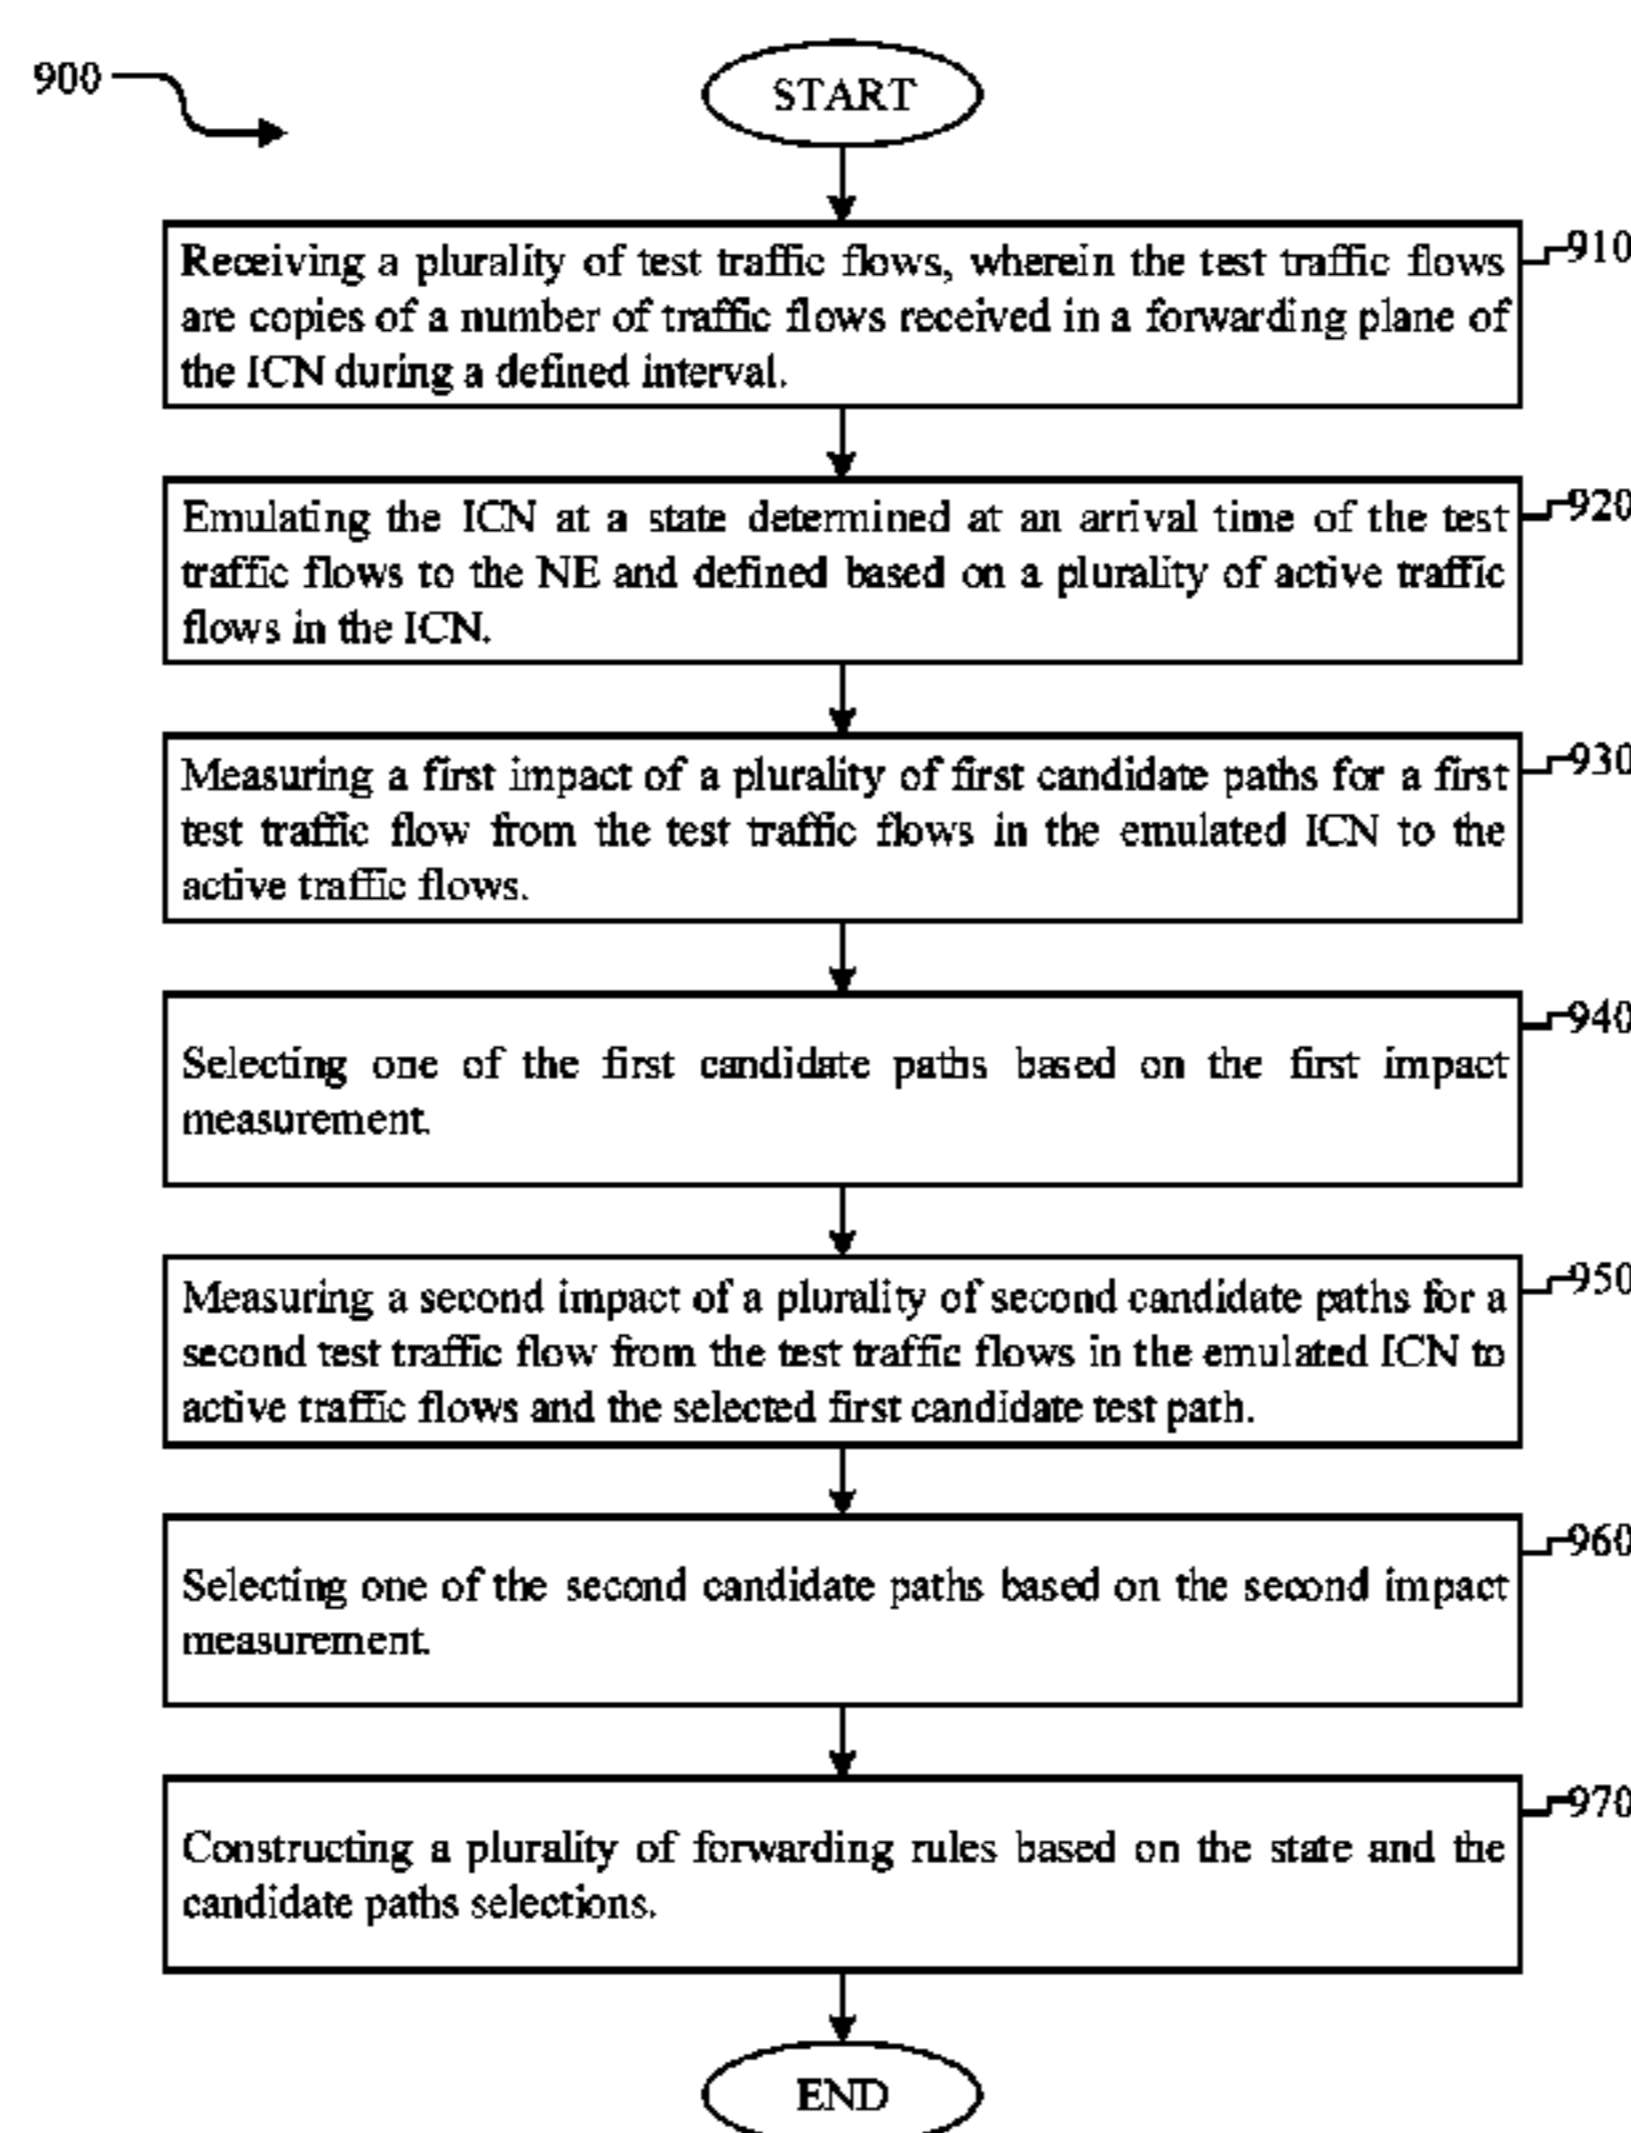 900
START
910
Receiving a plurality of test traffic flows, wherein the test traffic flows
are copies of a number of traffic flows received in a forwarding plane of
the ICN during a defined interval.
920
Emulating the ICN at a state determined at an arrival time of the test
traffic flows to the NE and defined based on a plurality of active traffic
flows in the ICN.
930
Measuring a first impact of a plurality of first candidate paths for a first
test traffic flow from the test traffic flows in the emulated ICN to the
active traffic flows.
940
Selecting one of the first candidate paths based on the first impact
measurement.
950
Measuring a second impact of a plurality of second candidate paths for a
second test traffic flow from the test traffic flows in the emulated ICN to
active traffic flows and the selected first candidate test path.
960
Selecting one of the second candidate paths based on the second impact
measurement.
970
Constructing a plurality of forwarding rules based on the state and the
candidate paths selections.
END